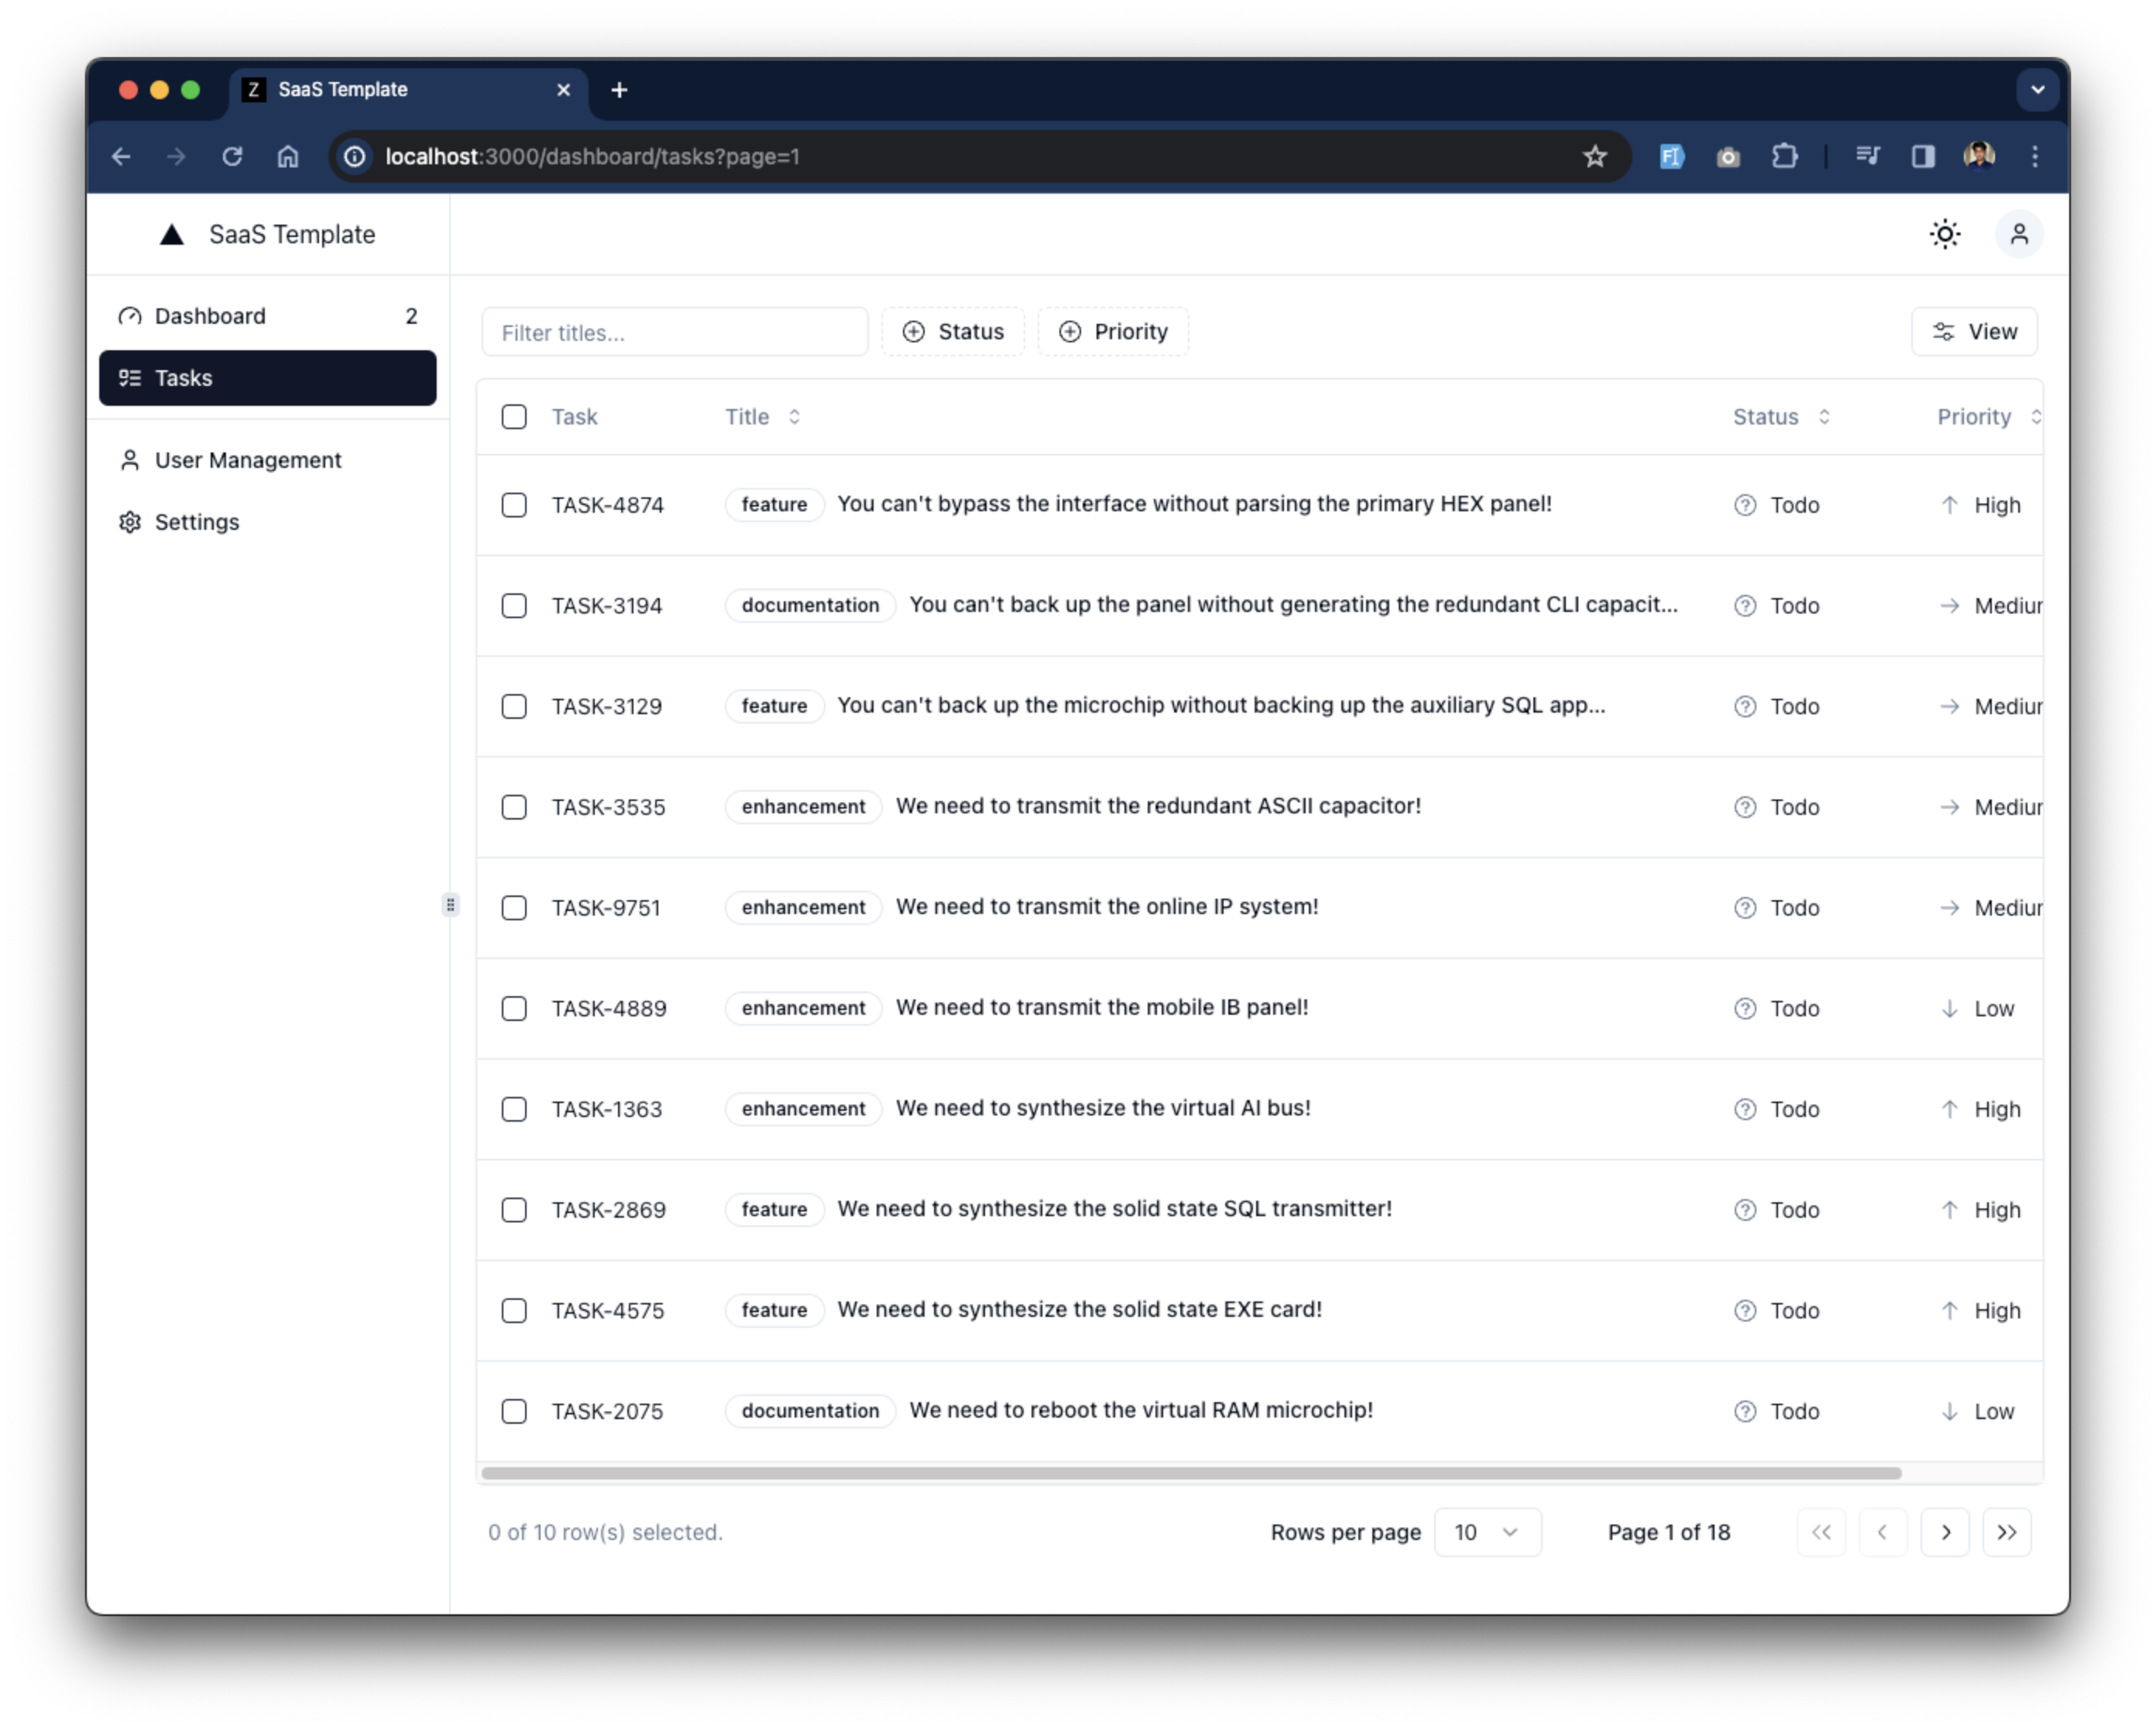 Z SaaS Template
localhost:3000/dashboard/tasks?page=1
SaaS Template
Dashboard 2
Tasks
User Management
Settings
Filter titles... Status Priority View
Task Title Status Priority
TASK-4874 feature You can't bypass the interface without parsing the primary HEX panel! Todo High
TASK-3194 documentation You can't back up the panel without generating the redundant CLI capacit... Todo Mediu
TASK-3129 feature You can't back up the microchip without backing up the auxiliary SQL app... Todo Mediu
TASK-3535 enhancement We need to transmit the redundant ASCII capacitor! Todo Mediu
TASK-9751 enhancement We need to transmit the online IP system! Todo Mediu
TASK-4889 enhancement We need to transmit the mobile IB panel! Todo Low
TASK-1363 enhancement We need to synthesize the virtual AI bus! Todo High
TASK-2869 feature We need to synthesize the solid state SQL transmitter! Todo High
TASK-4575 feature We need to synthesize the solid state EXE card! Todo High
TASK-2075 documentation We need to reboot the virtual RAM microchip! Todo Low
0 of 10 row(s) selected. Rows per page 10 Page 1 of 18